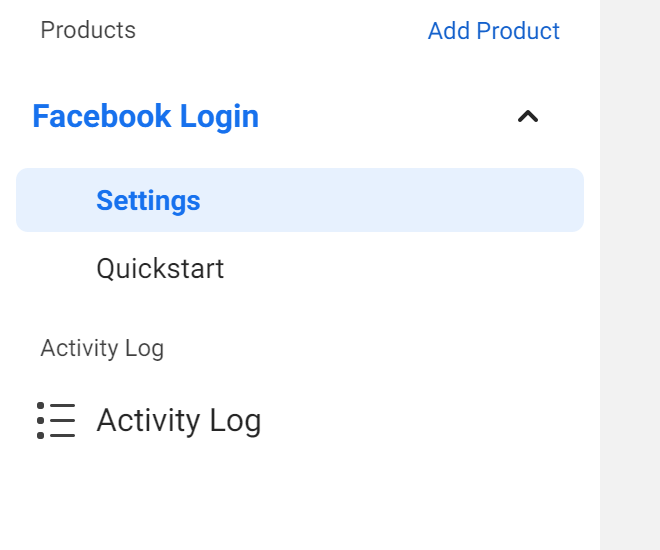 Products Add Product
Facebook Login
Settings
Quickstart
Activity Log
Activity Log